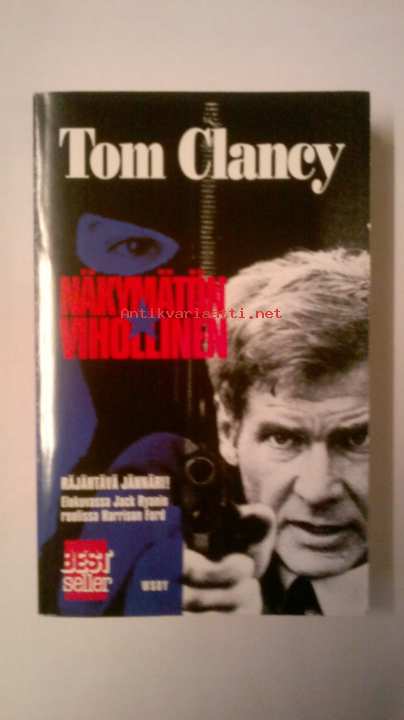 Tom Clancy
NÄKYMÄTÖN
Antikvariaatti.net
VIHOLLINEN
RÄJÄHTÄVÄ JÄNNÄRI!
Elokuvassa Jack Ryanin
roolissa Harrison Ford
BEST
seller
WSOY